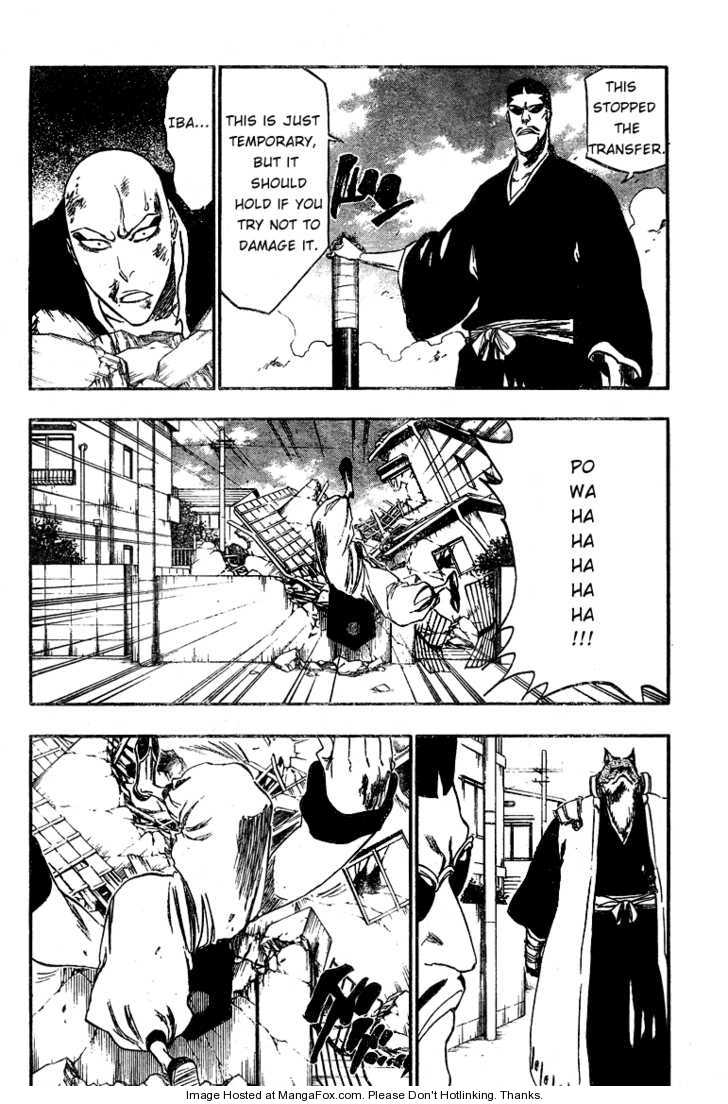 THIS
STOPPED
THE
TRANSFER.
THIS IS JUST
TEMPORARY,
BUT IT
SHOULD
HOLD IF YOU
TRY NOT TO
DAMAGE IT.
IBA...
PO
WA
HA
HA
HA
HA
HA
!!!
Image Hosted at MangaFox.com. Please Don't Hotlinking. Thanks.